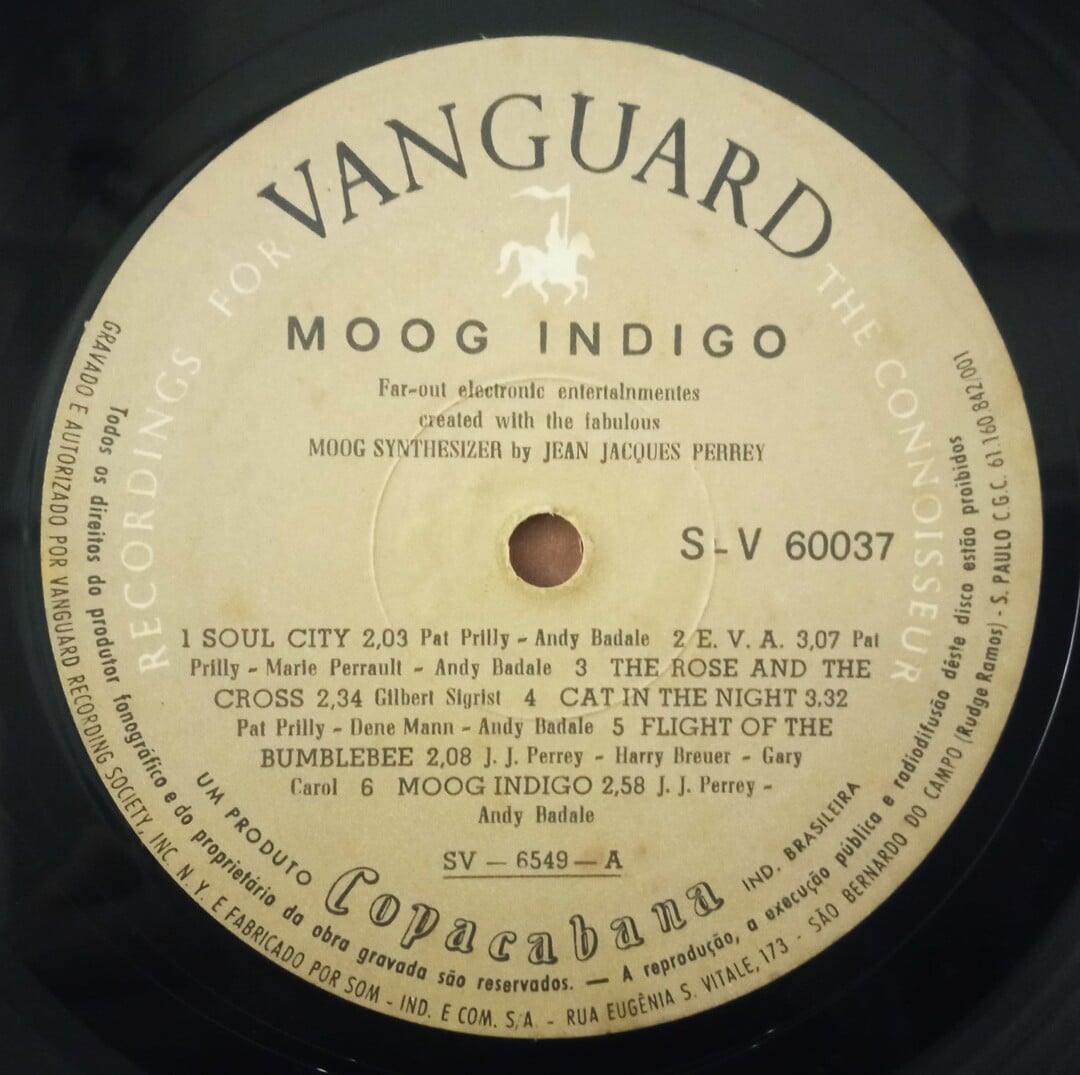 VANGUARD
RECORDINGS FOR THE CONNOISSEUR
MOOG INDIGO
Far-out electronic entertainmentes
created with the fabulous
MOOG SYNTHESIZER by JEAN JACQUES PERREY
S-V 60037
1 SOUL CITY 2,03 Pat Prilly - Andy Badale 2 E. V. A. 3,07 Pat
Prilly - Marie Perrault - Andy Badale 3 THE ROSE AND THE
CROSS 2,34 Gilbert Sigrist 4 CAT IN THE NIGHT 3,32
Pat Prilly - Dene Mann - Andy Badale 5 FLIGHT OF THE
BUMBLEBEE 2,08 J. J. Perrey - Harry Breuer - Gary
Carol 6 MOOG INDIGO 2,58 J. J. Perrey -
Andy Badale
SV — 6549 — A
UM PRODUTO Copacabana IND. BRASILEIRA
Todos os direitos do produtor fonográfico e do proprietário da obra gravada são reservados. — A reprodução, a execução pública e radiodifusão dêste disco estão proibidos
GRAVADO E AUTORIZADO POR VANGUARD RECORDING SOCIETY, INC. N. Y. E FABRICADO POR SOM - IND. E COM. S/A. - RUA EUGÊNIA S. VITALE, 173 - SÃO BERNARDO DO CAMPO (Rudge Ramos) - S. PAULO C.G.C. 61.160.842/001